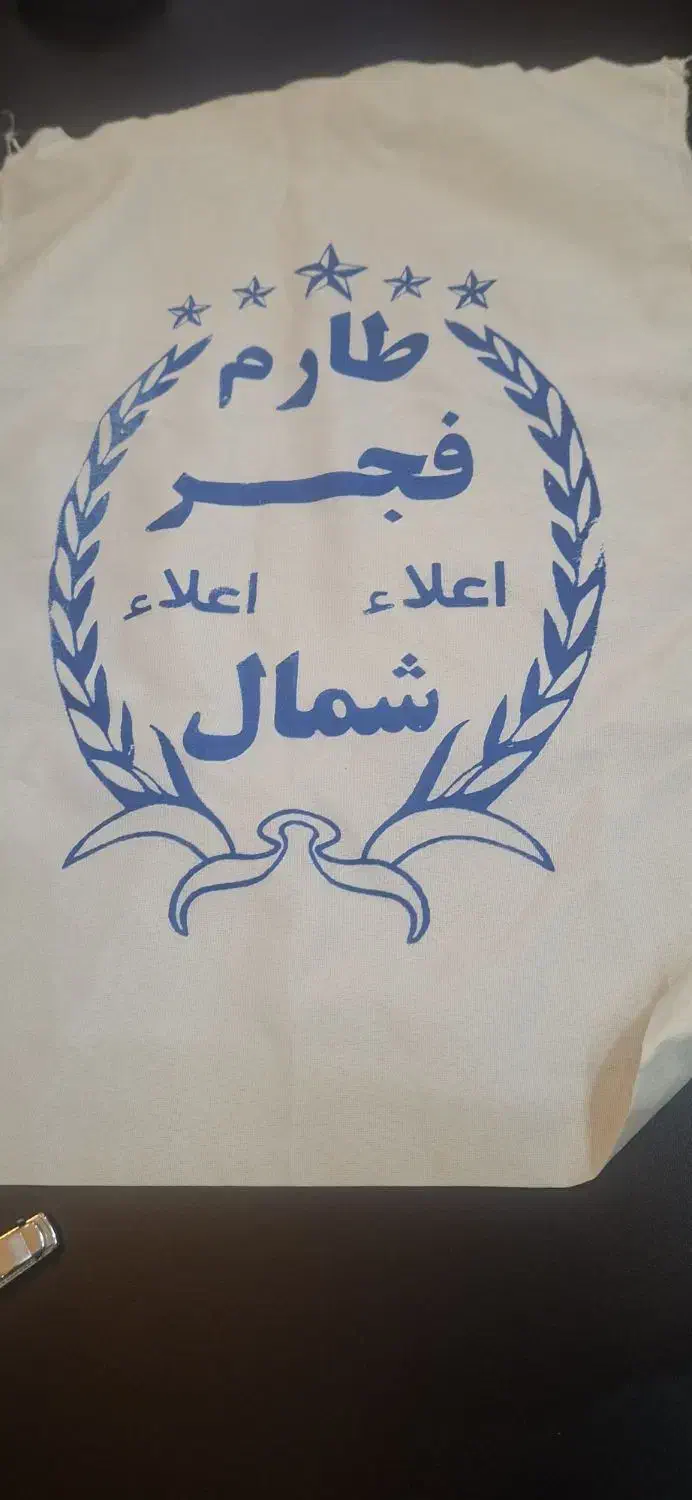 طارم
فجر
اعلاء اعلاء
شمال